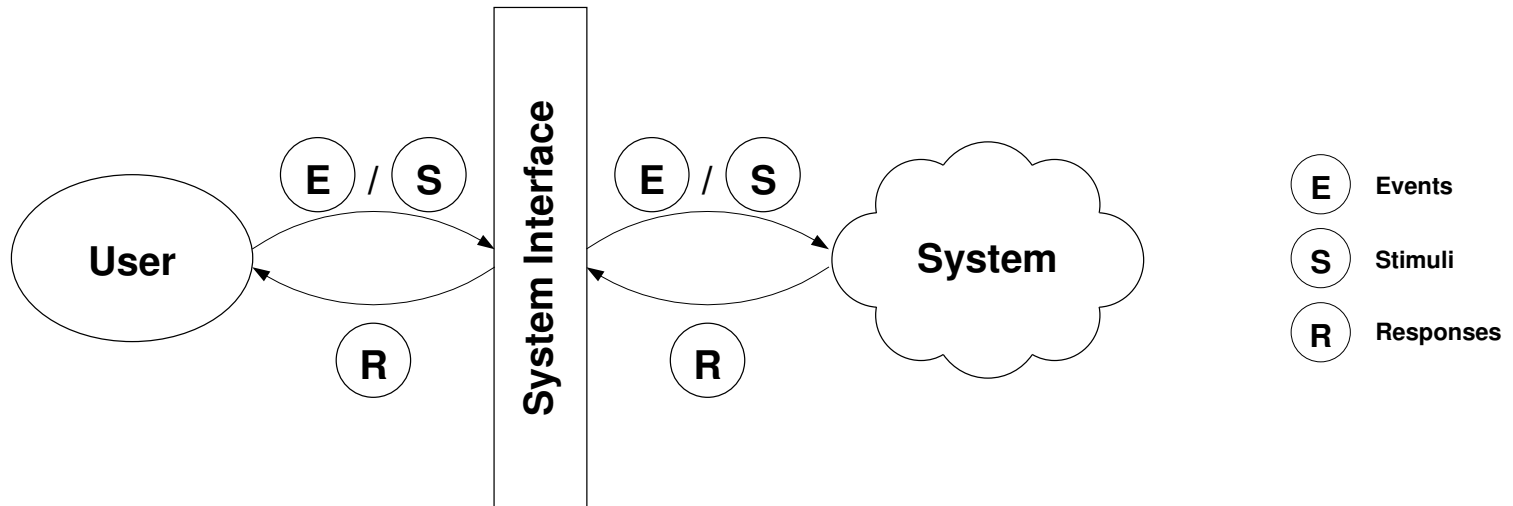 E / S
E / S
User
System Interface
System
R
R
E Events
S Stimuli
R Responses